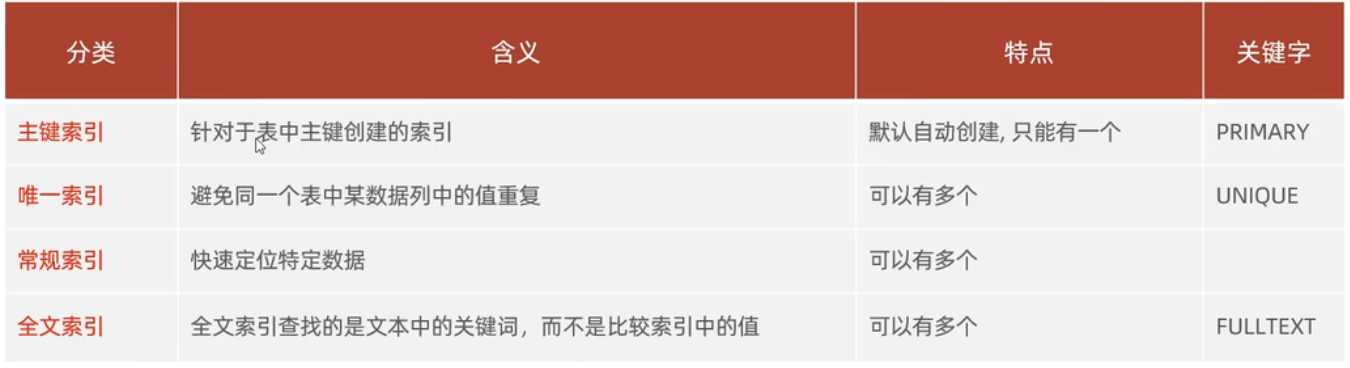 分类 含义 特点 关键字
主键索引 针对于表中主键创建的索引 默认自动创建, 只能有一个 PRIMARY
唯一索引 避免同一个表中某数据列中的值重复 可以有多个 UNIQUE
常规索引 快速定位特定数据 可以有多个
全文索引 全文索引查找的是文本中的关键词，而不是比较索引中的值 可以有多个 FULLTEXT